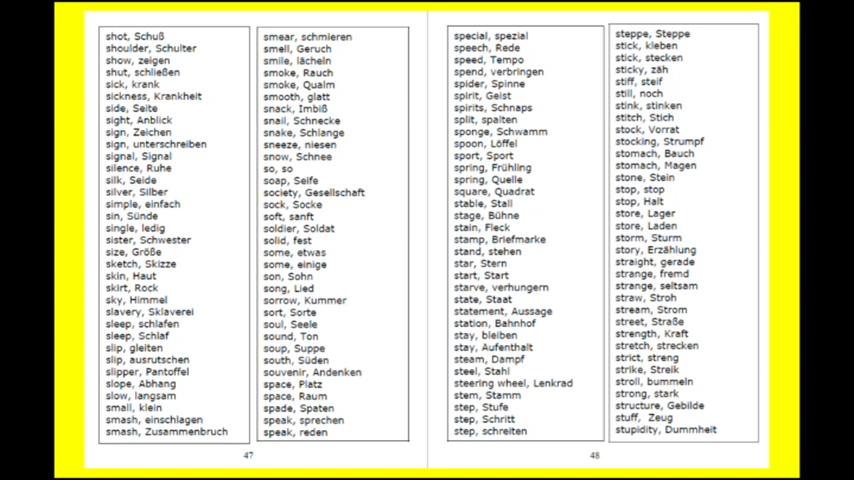 shot, Schuß
shoulder, Schulter
show, zeigen
shut, schließen
sick, krank
sickness, Krankheit
side, Seite
sight, Anblick
sign, Zeichen
sign, unterschreiben
signal, Signal
silence, Ruhe
silk, Seide
silver, Silber
simple, einfach
sin, Sünde
single, ledig
sister, Schwester
size, Größe
sketch, Skizze
skin, Haut
skirt, Rock
sky, Himmel
slavery, Sklaverei
sleep, schlafen
sleep, Schlaf
slip, gleiten
slip, ausrutschen
slipper, Pantoffel
slope, Abhang
slow, langsam
small, klein
smash, einschlagen
smash, Zusammenbruch
smear, schmieren
smell, Geruch
smile, lächeln
smoke, Rauch
smoke, Qualm
smooth, glatt
snack, Imbiß
snail, Schnecke
snake, Schlange
sneeze, niesen
snow, Schnee
so, so
soap, Seife
society, Gesellschaft
sock, Socke
soft, sanft
soldier, Soldat
solid, fest
some, etwas
some, einige
son, Sohn
song, Lied
sorrow, Kummer
sort, Sorte
soul, Seele
sound, Ton
soup, Suppe
south, Süden
souvenir, Andenken
space, Platz
space, Raum
spade, Spaten
speak, sprechen
speak, reden
47
special, spezial
speech, Rede
speed, Tempo
spend, verbringen
spider, Spinne
spirit, Geist
spirits, Schnaps
split, spalten
sponge, Schwamm
spoon, Löffel
sport, Sport
spring, Frühling
spring, Quelle
square, Quadrat
stable, Stall
stage, Bühne
stain, Fleck
stamp, Briefmarke
stand, stehen
star, Stern
start, Start
starve, verhungern
state, Staat
statement, Aussage
station, Bahnhof
stay, bleiben
stay, Aufenthalt
steam, Dampf
steel, Stahl
steering wheel, Lenkrad
stem, Stamm
step, Stufe
step, Schritt
step, schreiten
steppe, Steppe
stick, kleben
stick, stecken
sticky, zäh
stiff, steif
still, noch
stink, stinken
stitch, Stich
stock, Vorrat
stocking, Strumpf
stomach, Bauch
stomach, Magen
stone, Stein
stop, stop
stop, Halt
store, Lager
store, Laden
storm, Sturm
story, Erzählung
straight, gerade
strange, fremd
strange, seltsam
straw, Stroh
stream, Strom
street, Straße
strength, Kraft
stretch, strecken
strict, streng
strike, Streik
stroll, bummeln
strong, stark
structure, Gebilde
stuff, Zeug
stupidity, Dummheit
48